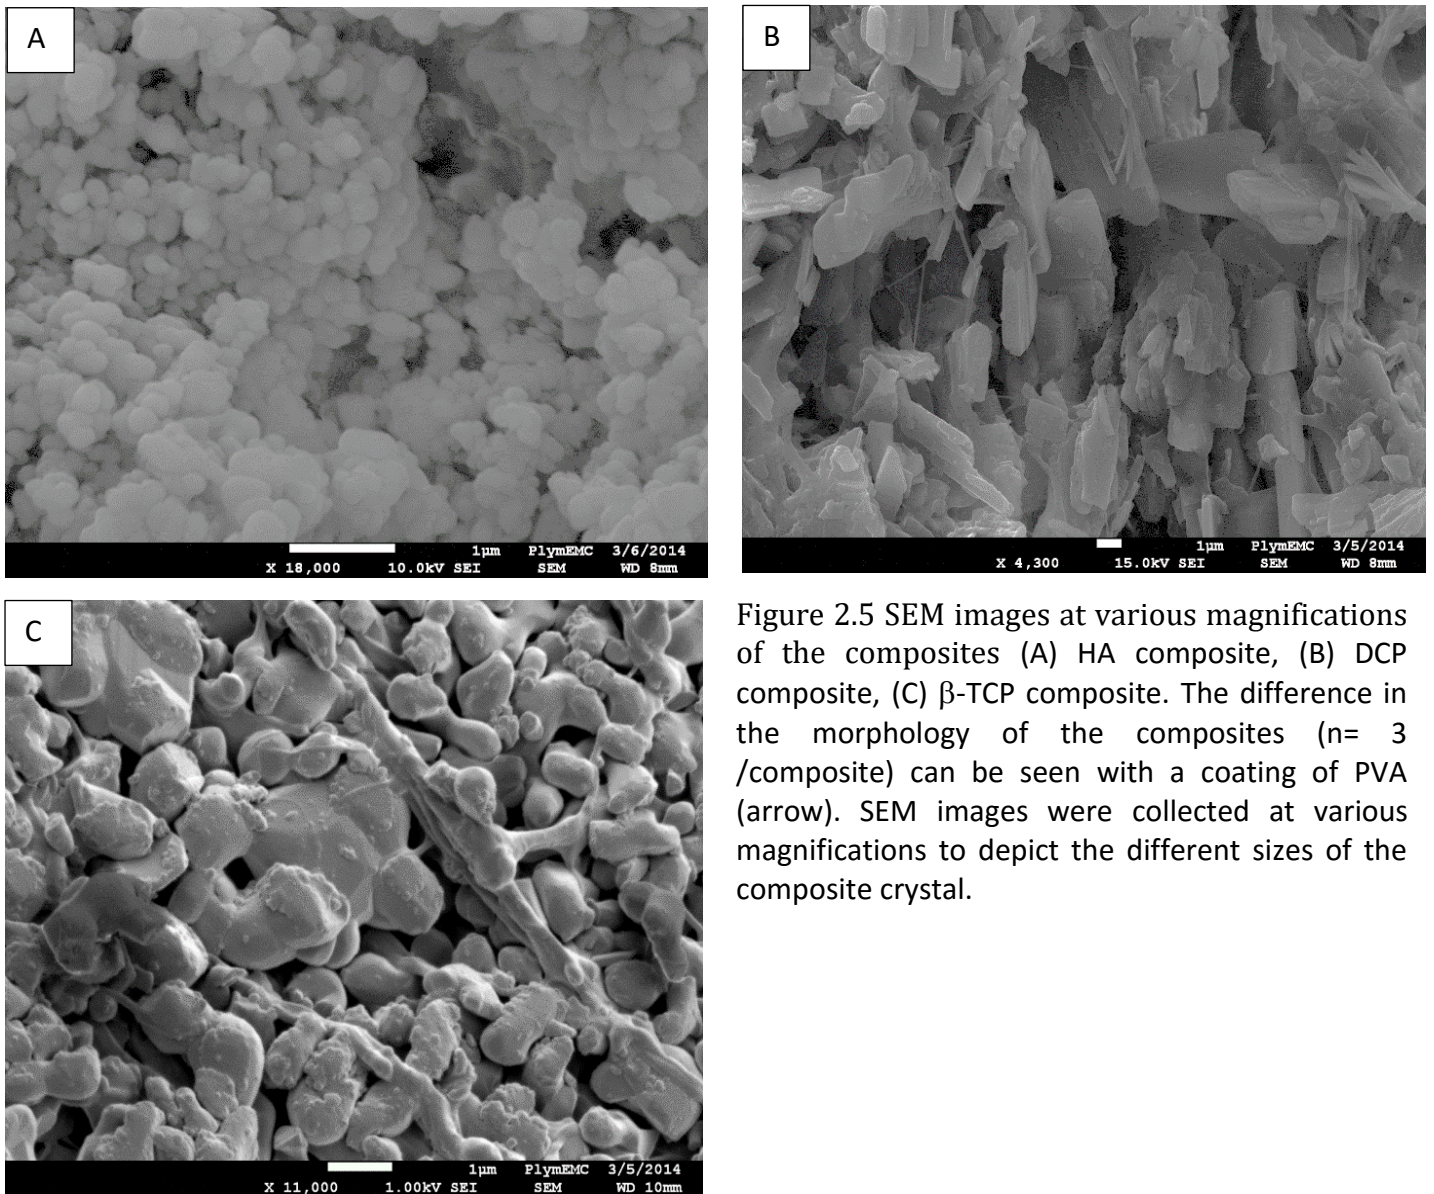 A
1µm PlymEMC 3/6/2014
X 18,000 10.0kV SEI SEM WD 8mm
B
1µm PlymEMC 3/5/2014
X 4,300 15.0kV SEI SEM WD 8mm
C
1µm PlymEMC 3/5/2014
X 11,000 1.00kV SEI SEM WD 10mm
Figure 2.5 SEM images at various magnifications
of the composites (A) HA composite, (B) DCP
composite, (C) β-TCP composite. The difference in
the morphology of the composites (n= 3
/composite) can be seen with a coating of PVA
(arrow). SEM images were collected at various
magnifications to depict the different sizes of the
composite crystal.